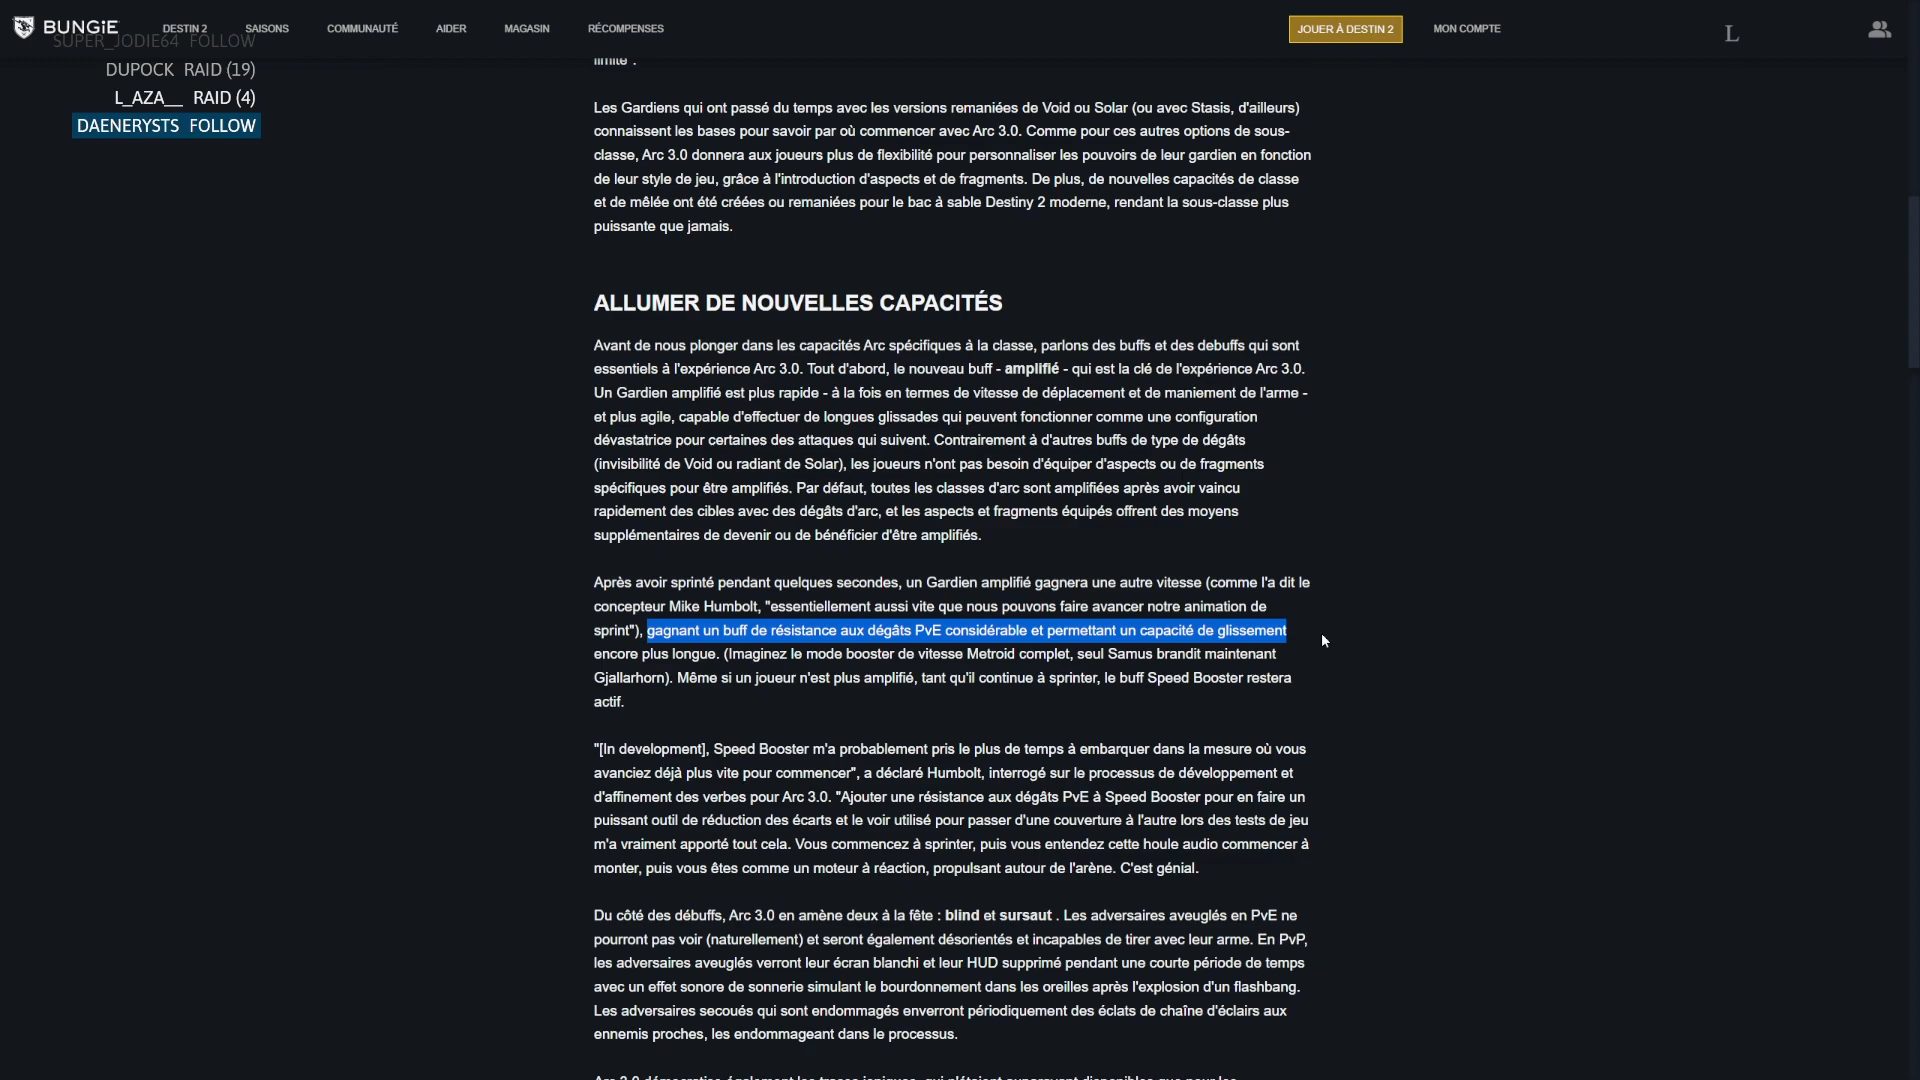 BUNGiE
DESTIN 2
SAISONS
COMMUNAUTÉ
AIDER
MAGASIN
RÉCOMPENSES
JOUER À DESTIN 2
MON COMPTE
L
SUPER_JODIE64 FOLLOW
DUPOCK RAID (19)
L_AZA__ RAID (4)
DAENERYSTS FOLLOW
limité .
Les Gardiens qui ont passé du temps avec les versions remaniées de Void ou Solar (ou avec Stasis, d'ailleurs)
connaissent les bases pour savoir par où commencer avec Arc 3.0. Comme pour ces autres options de sous-
classe, Arc 3.0 donnera aux joueurs plus de flexibilité pour personnaliser les pouvoirs de leur gardien en fonction
de leur style de jeu, grâce à l'introduction d'aspects et de fragments. De plus, de nouvelles capacités de classe
et de mêlée ont été créées ou remaniées pour le bac à sable Destiny 2 moderne, rendant la sous-classe plus
puissante que jamais.
ALLUMER DE NOUVELLES CAPACITÉS
Avant de nous plonger dans les capacités Arc spécifiques à la classe, parlons des buffs et des debuffs qui sont
essentiels à l'expérience Arc 3.0. Tout d'abord, le nouveau buff - amplifié - qui est la clé de l'expérience Arc 3.0.
Un Gardien amplifié est plus rapide - à la fois en termes de vitesse de déplacement et de maniement de l'arme -
et plus agile, capable d'effectuer de longues glissades qui peuvent fonctionner comme une configuration
dévastatrice pour certaines des attaques qui suivent. Contrairement à d'autres buffs de type de dégâts
(invisibilité de Void ou radiant de Solar), les joueurs n'ont pas besoin d'équiper d'aspects ou de fragments
spécifiques pour être amplifiés. Par défaut, toutes les classes d'arc sont amplifiées après avoir vaincu
rapidement des cibles avec des dégâts d'arc, et les aspects et fragments équipés offrent des moyens
supplémentaires de devenir ou de bénéficier d'être amplifiés.
Après avoir sprinté pendant quelques secondes, un Gardien amplifié gagnera une autre vitesse (comme l'a dit le
concepteur Mike Humbolt, "essentiellement aussi vite que nous pouvons faire avancer notre animation de
sprint"), gagnant un buff de résistance aux dégâts PvE considérable et permettant un capacité de glissement
encore plus longue. (Imaginez le mode booster de vitesse Metroid complet, seul Samus brandit maintenant
Gjallarhorn). Même si un joueur n'est plus amplifié, tant qu'il continue à sprinter, le buff Speed Booster restera
actif.
"[In development], Speed Booster m'a probablement pris le plus de temps à embarquer dans la mesure où vous
avanciez déjà plus vite pour commencer", a déclaré Humbolt, interrogé sur le processus de développement et
d'affinement des verbes pour Arc 3.0. "Ajouter une résistance aux dégâts PvE à Speed Booster pour en faire un
puissant outil de réduction des écarts et le voir utilisé pour passer d'une couverture à l'autre lors des tests de jeu
m'a vraiment apporté tout cela. Vous commencez à sprinter, puis vous entendez cette houle audio commencer à
monter, puis vous êtes comme un moteur à réaction, propulsant autour de l'arène. C'est génial.
Du côté des débuffs, Arc 3.0 en amène deux à la fête : blind et sursaut . Les adversaires aveuglés en PvE ne
pourront pas voir (naturellement) et seront également désorientés et incapables de tirer avec leur arme. En PvP,
les adversaires aveuglés verront leur écran blanchi et leur HUD supprimé pendant une courte période de temps
avec un effet sonore de sonnerie simulant le bourdonnement dans les oreilles après l'explosion d'un flashbang.
Les adversaires secoués qui sont endommagés enverront périodiquement des éclats de chaîne d'éclairs aux
ennemis proches, les endommageant dans le processus.